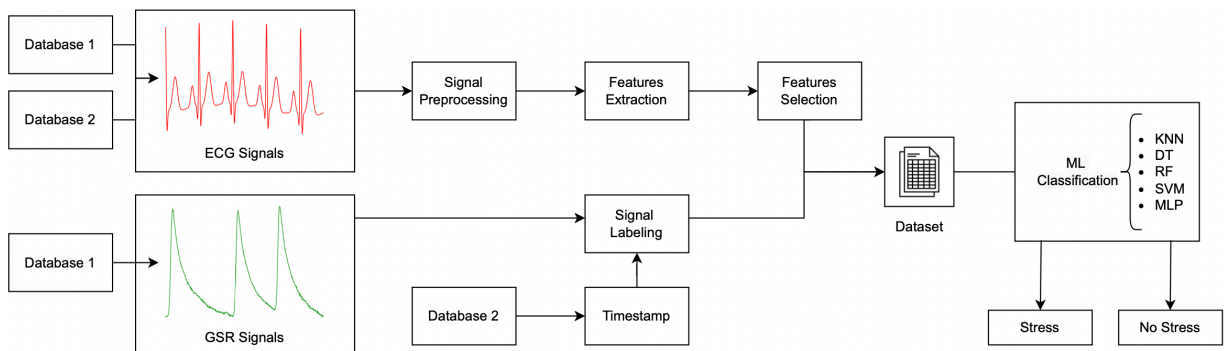 Database 1
Database 2
ECG Signals
Signal
Preprocessing
Features
Extraction
Features
Selection
Dataset
ML
Classification
• KNN
• DT
• RF
• SVM
• MLP
Database 1
GSR Signals
Signal
Labeling
Database 2
Timestamp
Stress
No Stress